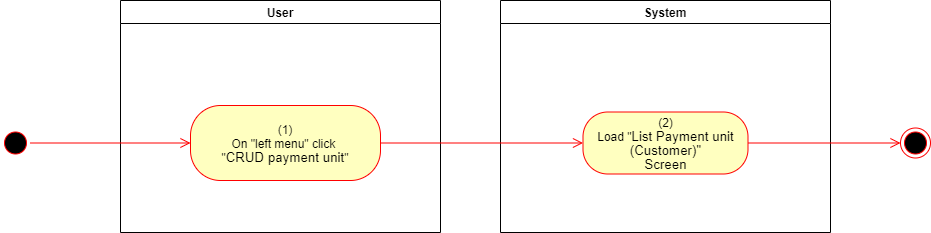 User
System
(1)
On "left menu" click
"CRUD payment unit"
(2)
Load "List Payment unit
(Customer)"
Screen